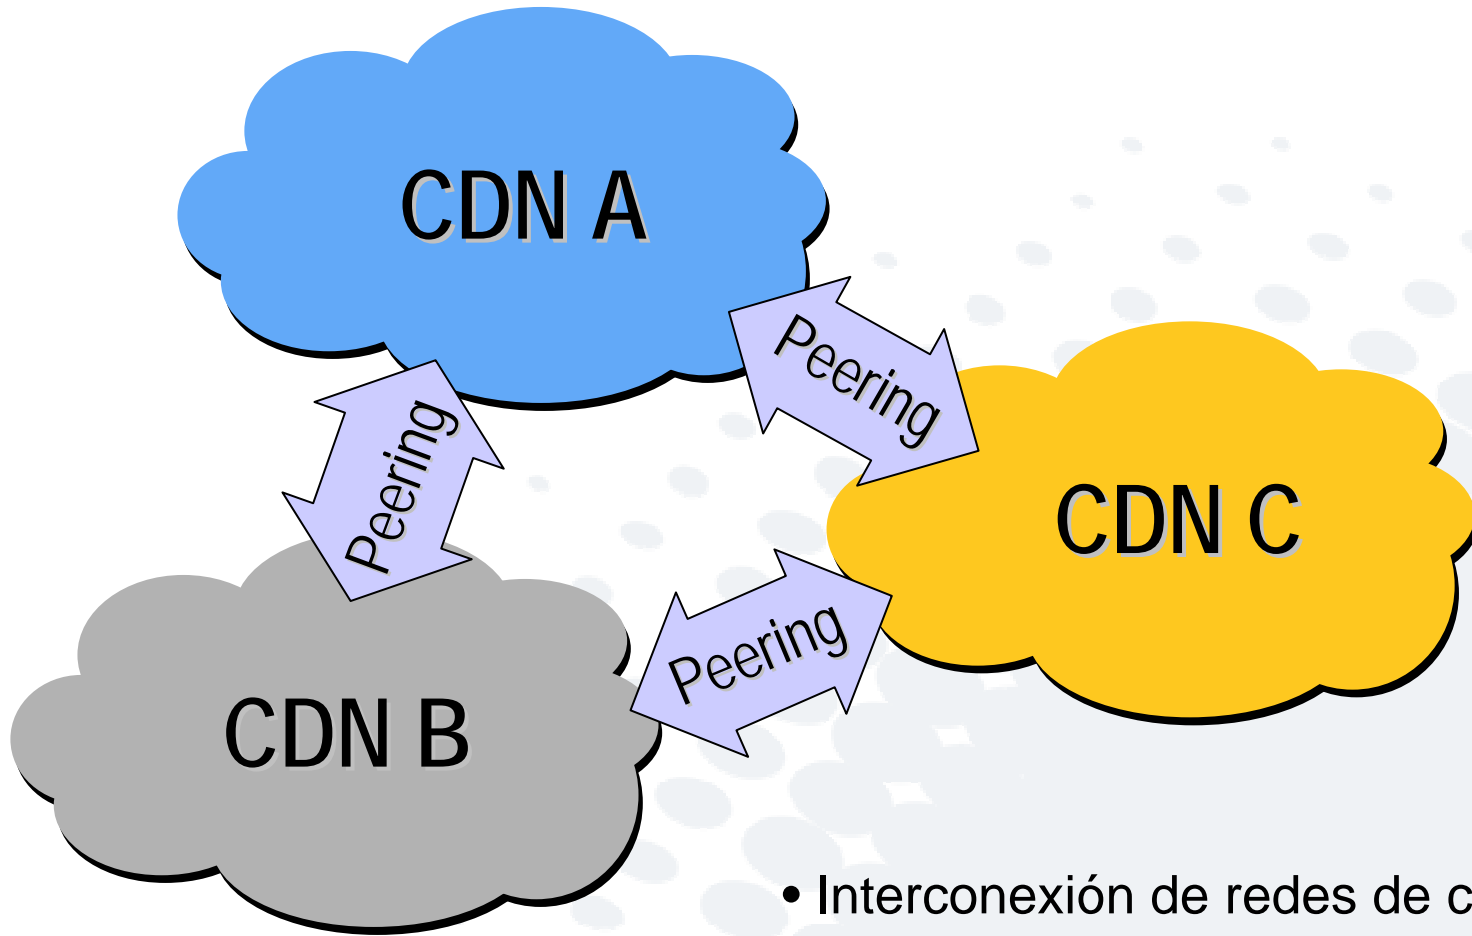 CDN A
Peering
Peering
CDN C
Peering
CDN B
• Interconexión de redes de c